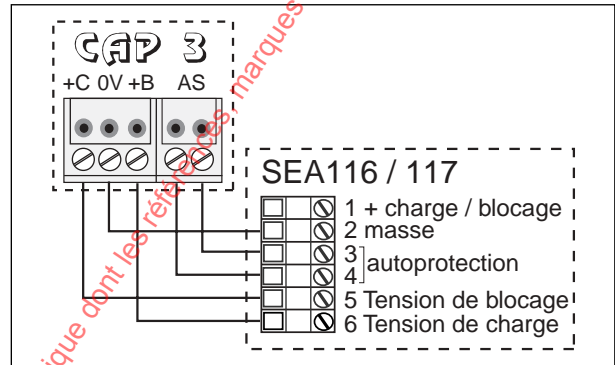 CAP 3
+C 0V +B AS
SEA116 / 117
1 + charge / blocage
2 masse
3
4
autoprotection
5 Tension de blocage
6 Tension de charge
ique dont les références, marques